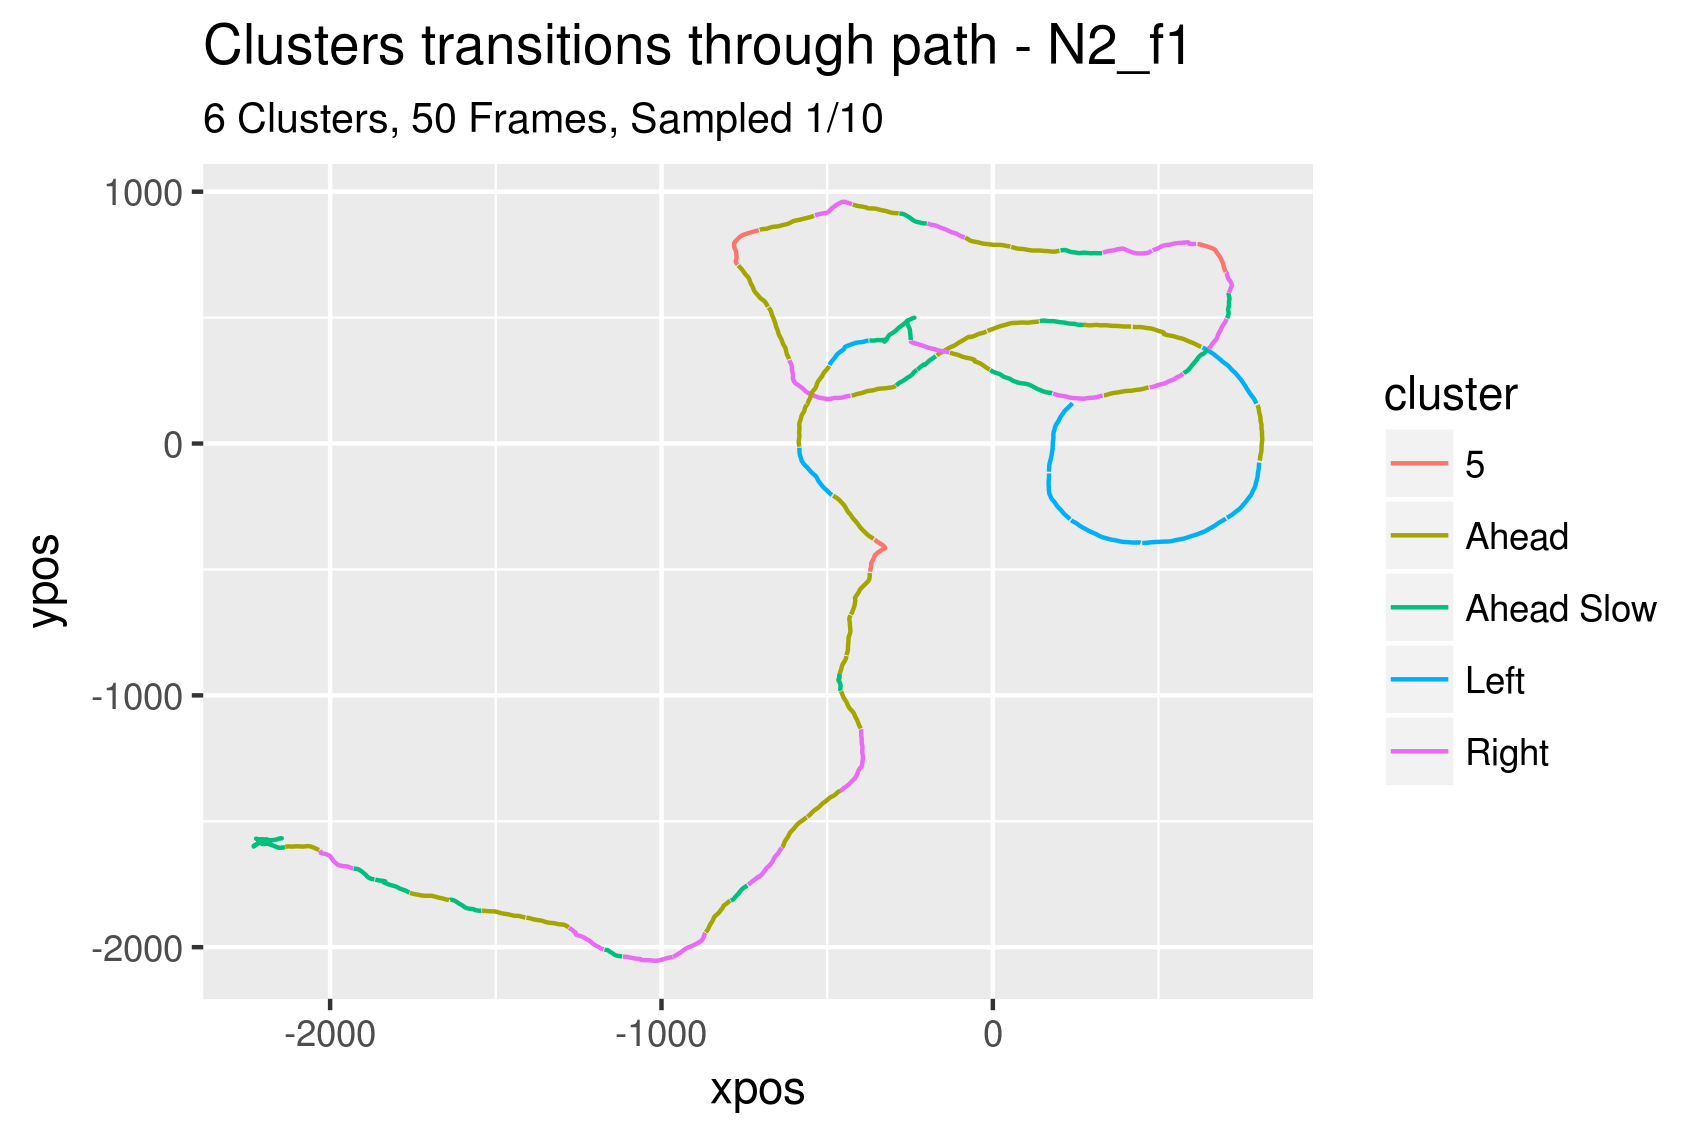 Clusters transitions through path - N2_f1
6 Clusters, 50 Frames, Sampled 1/10
1000
0
-1000
-2000
ypos
-2000
-1000
0
xpos
cluster
5
Ahead
Ahead Slow
Left
Right